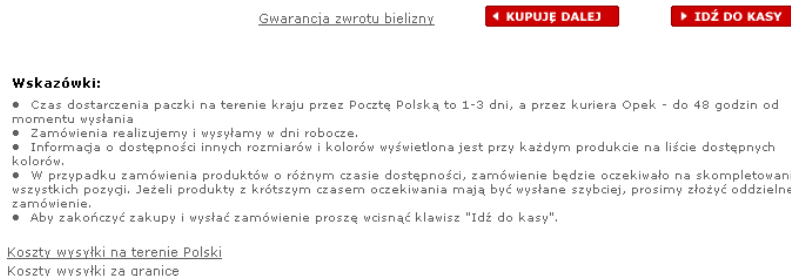 Gwarancja zwrotu bielizny KUPUJĘ DALEJ IDŹ DO KASY
Wskazówki:
• Czas dostarczenia paczki na terenie kraju przez Pocztę Polską to 1-3 dni, a przez kuriera Opek - do 48 godzin od
momentu wysłania
• Zamówienia realizujemy i wysyłamy w dni robocze.
• Informacja o dostępności innych rozmiarów i kolorów wyświetlona jest przy każdym produkcie na liście dostępnych
kolorów.
• W przypadku zamówienia produktów o różnym czasie dostępności, zamówienie będzie oczekiwało na skompletowani
wszystkich pozycji. Jeżeli produkty z krótszym czasem oczekiwania mają być wysłane szybciej, prosimy złożyć oddzielne
zamówienie.
• Aby zakończyć zakupy i wysłać zamówienie proszę wcisnąć klawisz "Idź do kasy".
Koszty wysyłki na terenie Polski
Koszty wysyłki za granicę